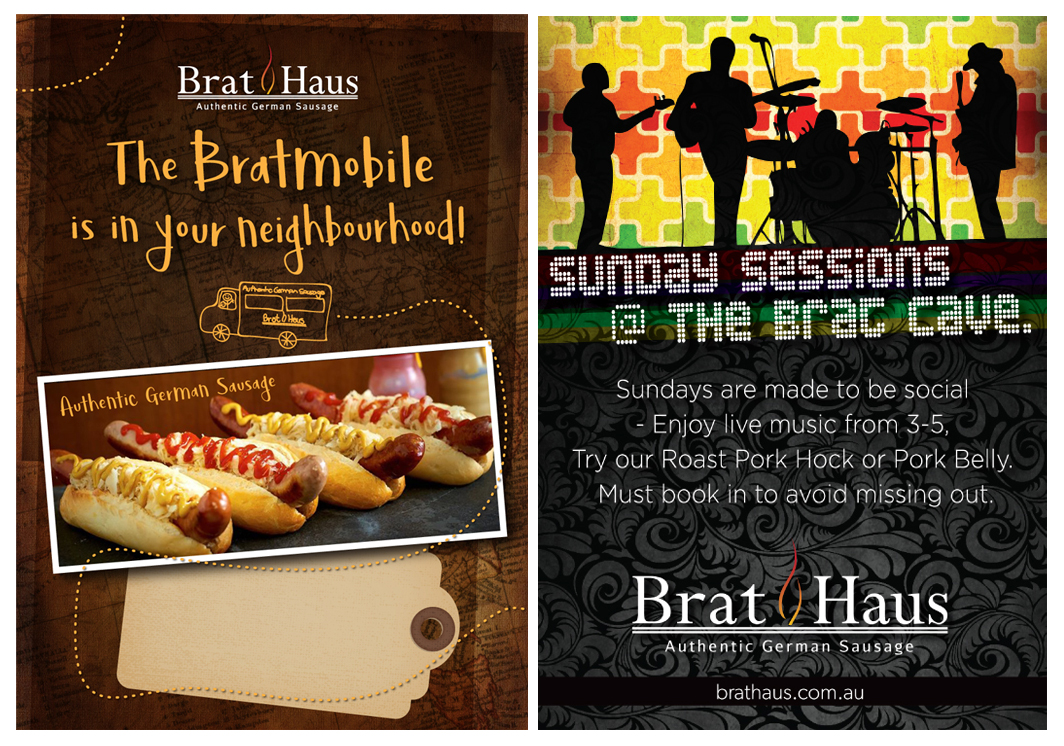 Brat Haus
Authentic German Sausage
The Bratmobile
is in your neighbourhood!
Authentic German Sausage
Brat Haus
Authentic German Sausage
SUNDAY SESSIONS
@ THE BRAT CAVE.
Sundays are made to be social
- Enjoy live music from 3-5,
Try our Roast Pork Hock or Pork Belly.
Must book in to avoid missing out.
Brat Haus
Authentic German Sausage
brathaus.com.au